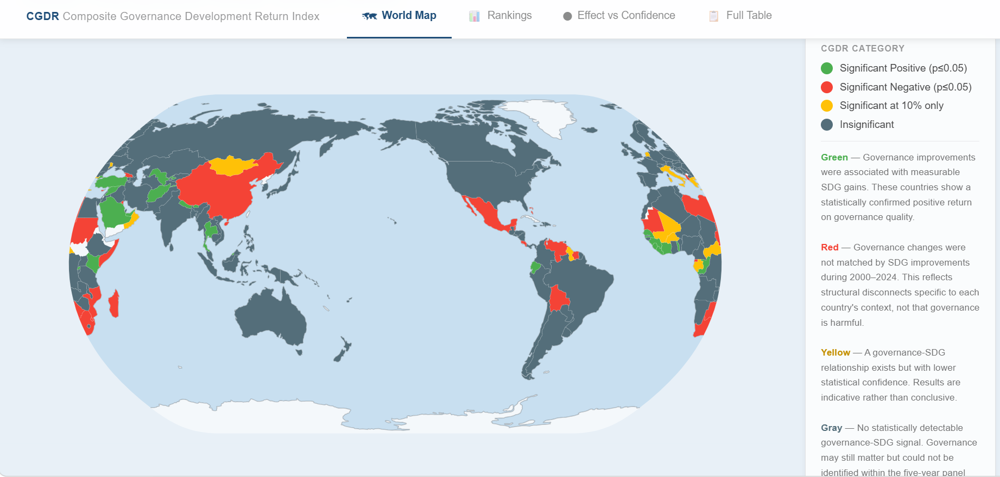 CGDR Composite Governance Development Return Index
World Map
Rankings
Effect vs Confidence
Full Table
CGDR CATEGORY
Significant Positive (p≤0.05)
Significant Negative (p≤0.05)
Significant at 10% only
Insignificant
Green — Governance improvements
were associated with measurable
SDG gains. These countries show a
statistically confirmed positive return
on governance quality.
Red — Governance changes were
not matched by SDG improvements
during 2000–2024. This reflects
structural disconnects specific to each
country's context, not that governance
is harmful.
Yellow — A governance-SDG
relationship exists but with lower
statistical confidence. Results are
indicative rather than conclusive.
Gray — No statistically detectable
governance-SDG signal. Governance
may still matter but could not be
identified within the five-year panel